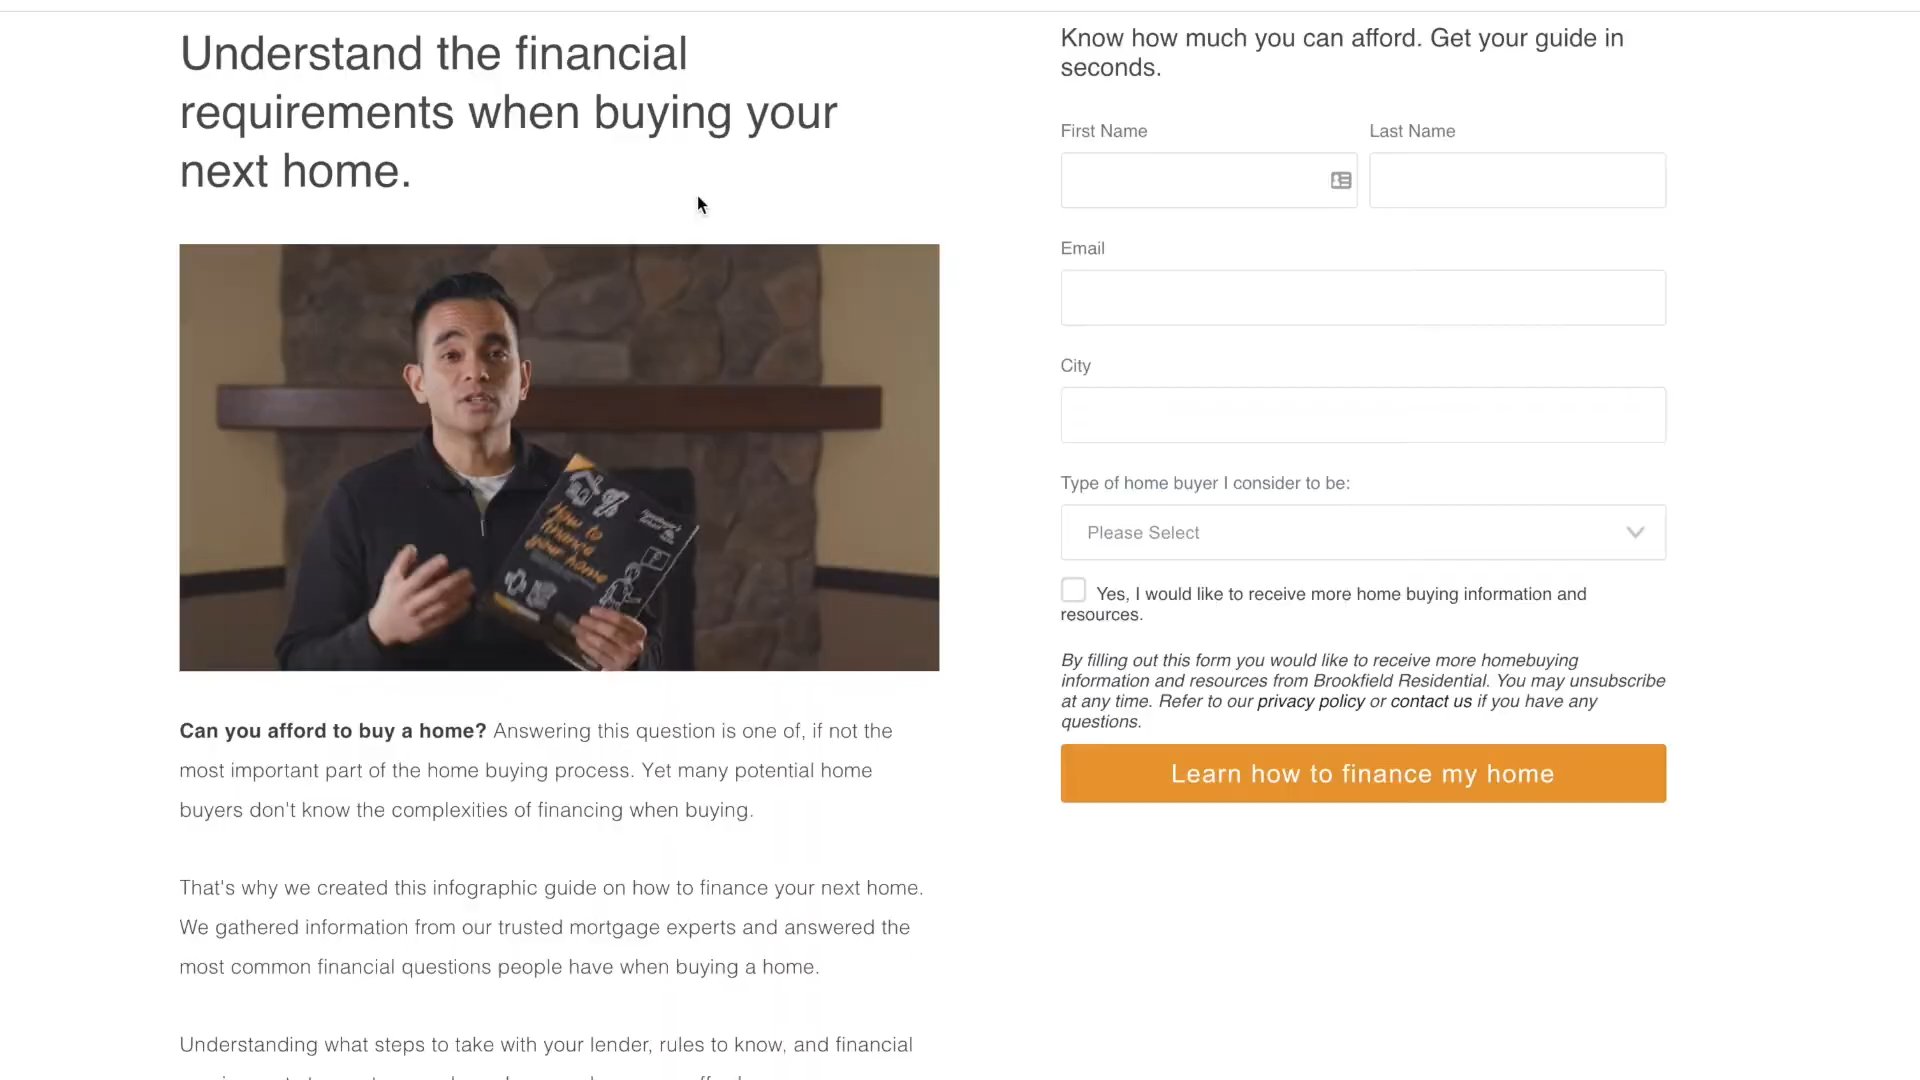 Understand the financial
requirements when buying your
next home.
How to
finance
your home
Can you afford to buy a home? Answering this question is one of, if not the
most important part of the home buying process. Yet many potential home
buyers don't know the complexities of financing when buying.
That's why we created this infographic guide on how to finance your next home.
We gathered information from our trusted mortgage experts and answered the
most common financial questions people have when buying a home.
Understanding what steps to take with your lender, rules to know, and financial
Know how much you can afford. Get your guide in
seconds.
First Name
Last Name
Email
City
Type of home buyer I consider to be:
Please Select
Yes, I would like to receive more home buying information and
resources.
By filling out this form you would like to receive more homebuying
information and resources from Brookfield Residential. You may unsubscribe
at any time. Refer to our privacy policy or contact us if you have any
questions.
Learn how to finance my home